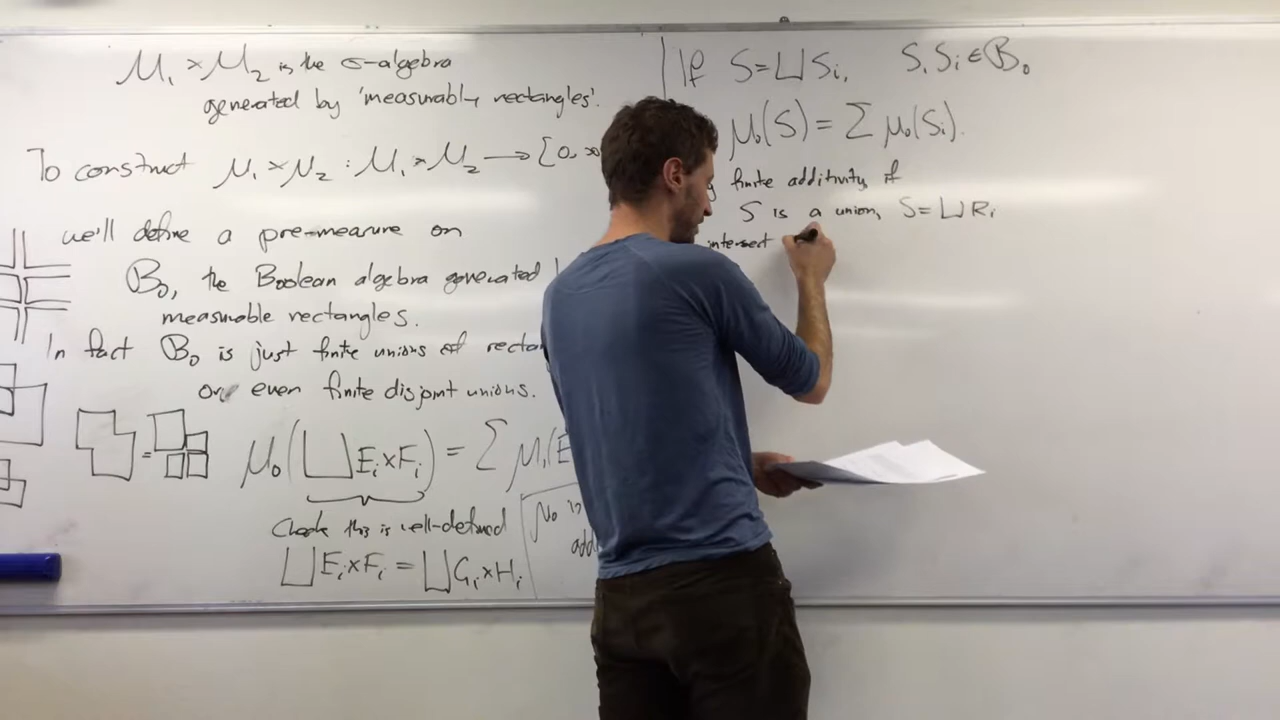 M₁ × M₂ is the σ-algebra
generated by 'measurable rectangles'.
To construct μ₁ × μ₂ : M₁ × M₂ → [0, ∞
we'll define a pre-measure on
B₀, the Boolean algebra generated
measurable rectangles.
In fact B₀ is just finite unions of
or even finite disjoint unions.
=
μ₀(⊔ Eᵢ×Fᵢ) = Σ μ₁(E
Check this is well-defined
⊔ Eᵢ×Fᵢ = ⊔ Gᵢ×Hᵢ
μ₀ is
add
If S = ⊔ Sᵢ, S, Sᵢ ∈ B₀
μ₀(S) = Σ μ₀(Sᵢ).
finite additivity, if
S is a union, S = ⊔ Rᵢ
intersect